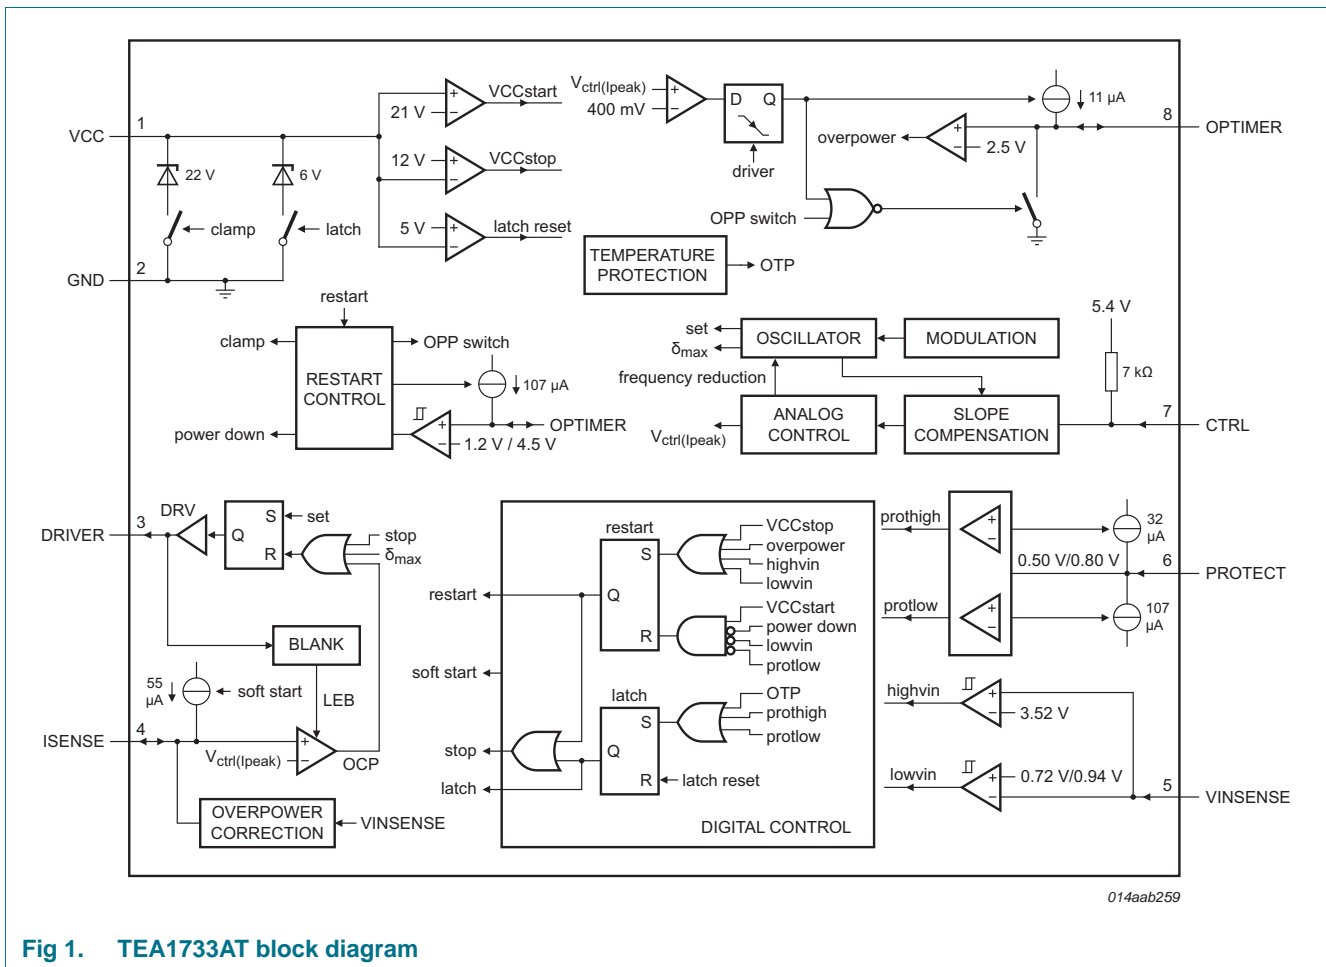 VCC
1
22 V
6 V
clamp
latch
GND
2
21 V
VCCstart
12 V
VCCstop
5 V
latch reset
Vctrl(Ipeak)
400 mV
D
Q
driver
OPP switch
overpower
2.5 V
11 µA
8
OPTIMER
TEMPERATURE
PROTECTION
OTP
restart
clamp
RESTART
CONTROL
OPP switch
107 µA
OPTIMER
1.2 V / 4.5 V
power down
set
δmax
OSCILLATOR
MODULATION
frequency reduction
Vctrl(Ipeak)
ANALOG
CONTROL
SLOPE
COMPENSATION
5.4 V
7 kΩ
7
CTRL
DRIVER
3
DRV
Q
S
R
set
stop
δmax
BLANK
LEB
55
µA
soft start
ISENSE
4
Vctrl(Ipeak)
OCP
OVERPOWER
CORRECTION
VINSENSE
restart
S
Q
R
VCCstop
overpower
highvin
lowvin
VCCstart
power down
lowvin
protlow
restart
soft start
latch
S
Q
R
OTP
prothigh
protlow
latch reset
stop
latch
DIGITAL CONTROL
prothigh
protlow
0.50 V/0.80 V
32
µA
6
PROTECT
107
µA
highvin
3.52 V
lowvin
0.72 V/0.94 V
5
VINSENSE
+
−
+
−
+
−
+
−
+
−
+
−
+
−
+
−
+
−
+
−
+
−
014aab259
Fig 1. TEA1733AT block diagram